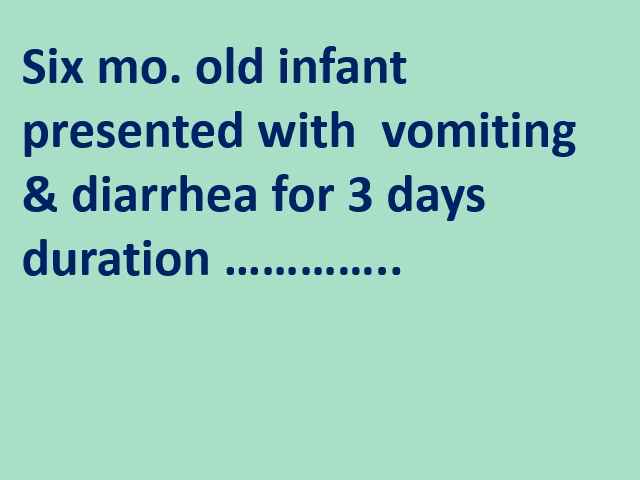 Six mo. old infant
presented with  vomiting
& diarrhea for 3 days
duration …………..